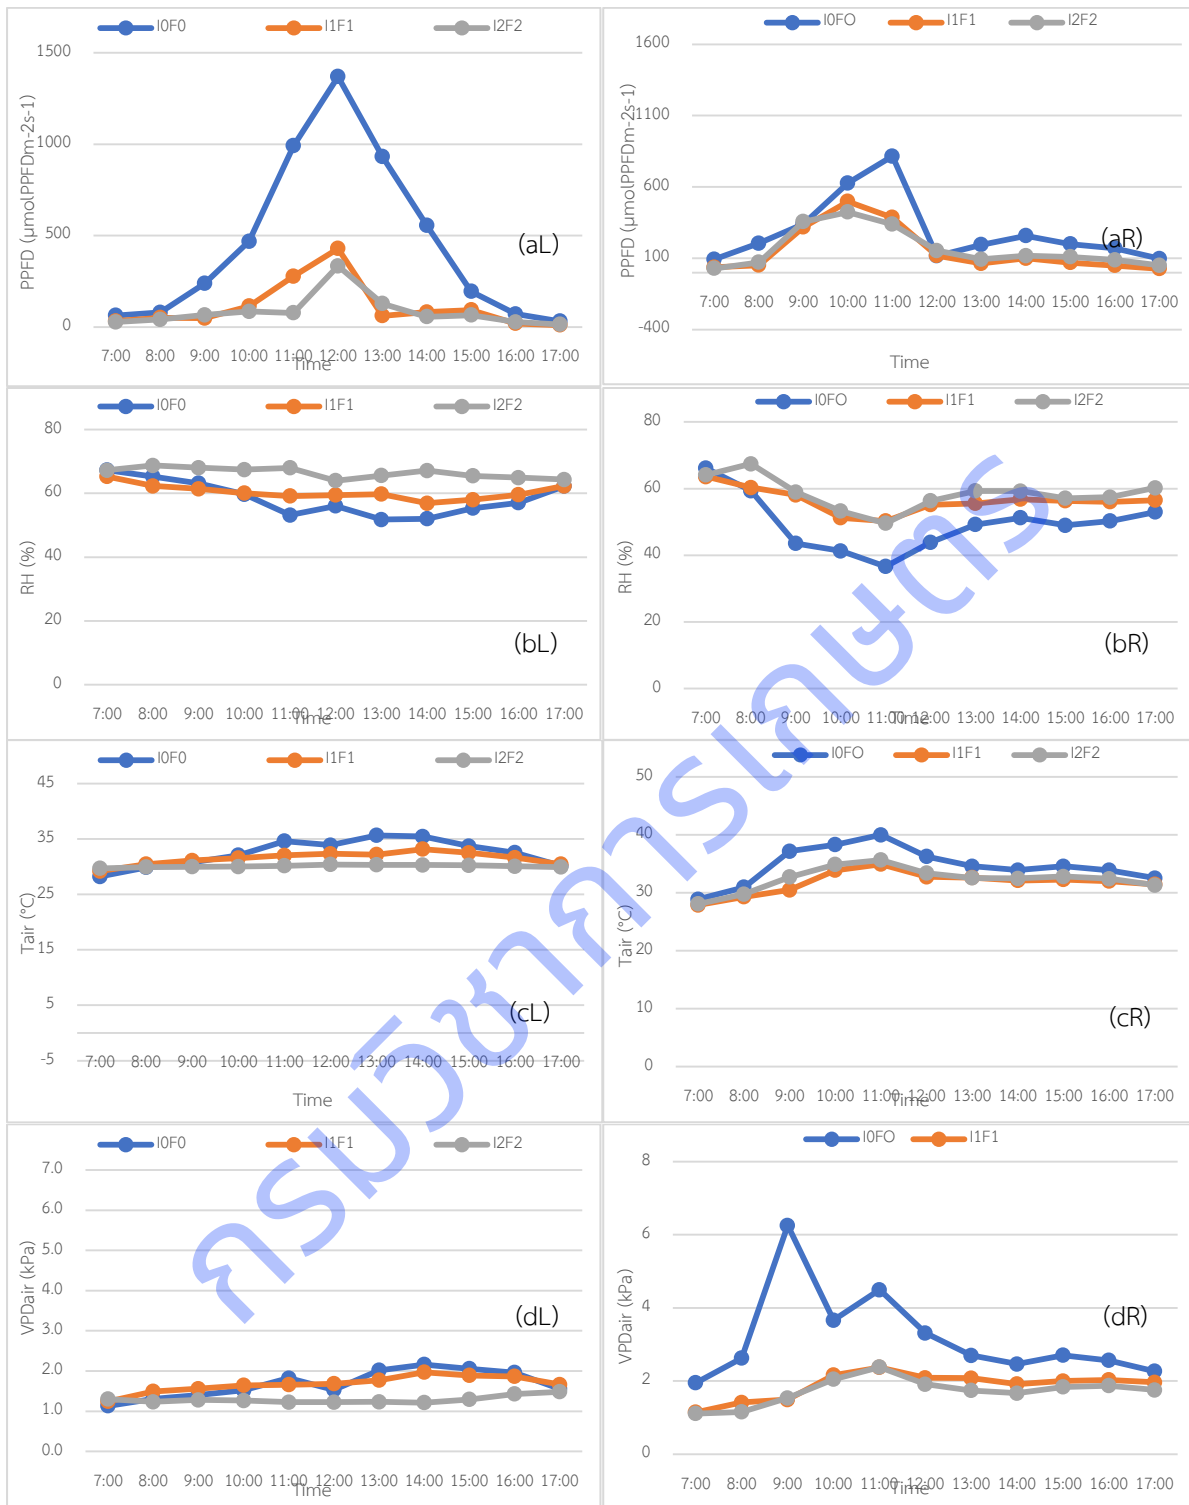 I0F0 I1F1 I2F2
1500
1000
500
0
PPFD (µmolPPFDm-2s-1)
(aL)
7:00 8:00 9:00 10:00 11:00 12:00 13:00 14:00 15:00 16:00 17:00
Time
I0FO I1F1 I2F2
1600
1100
600
100
-400
PPFD (µmolPPFDm-2s-1)
(aR)
7:00 8:00 9:00 10:00 11:00 12:00 13:00 14:00 15:00 16:00 17:00
Time
I0F0 I1F1 I2F2
80
60
40
20
0
RH (%)
(bL)
7:00 8:00 9:00 10:00 11:00 12:00 13:00 14:00 15:00 16:00 17:00
Time
I0FO I1F1 I2F2
80
60
40
20
0
RH (%)
(bR)
7:00 8:00 9:00 10:00 11:00 12:00 13:00 14:00 15:00 16:00 17:00
Time
I0F0 I1F1 I2F2
45
35
25
15
5
-5
Tair (°C)
(cL)
7:00 8:00 9:00 10:00 11:00 12:00 13:00 14:00 15:00 16:00 17:00
Time
I0FO I1F1 I2F2
50
40
30
20
10
0
Tair (°C)
(cR)
7:00 8:00 9:00 10:00 11:00 12:00 13:00 14:00 15:00 16:00 17:00
Time
I0F0 I1F1 I2F2
7.0
6.0
5.0
4.0
3.0
2.0
1.0
0.0
VPDair (kPa)
(dL)
7:00 8:00 9:00 10:00 11:00 12:00 13:00 14:00 15:00 16:00 17:00
Time
I0FO I1F1
8
6
4
2
0
VPDair (kPa)
(dR)
7:00 8:00 9:00 10:00 11:00 12:00 13:00 14:00 15:00 16:00 17:00
Time
กรมวิชาการเกษตร